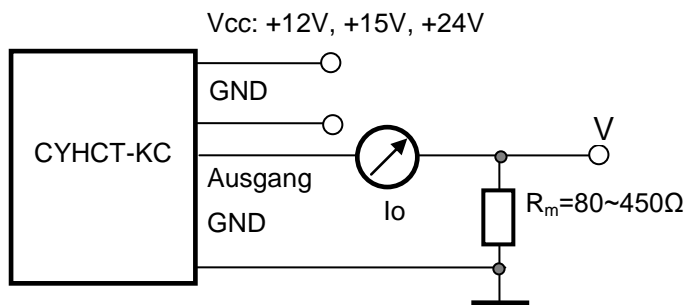 Vcc: +12V, +15V, +24V
GND
CYHCT-KC
V
Ausgang
Io
Rm=80~450Ω
GND